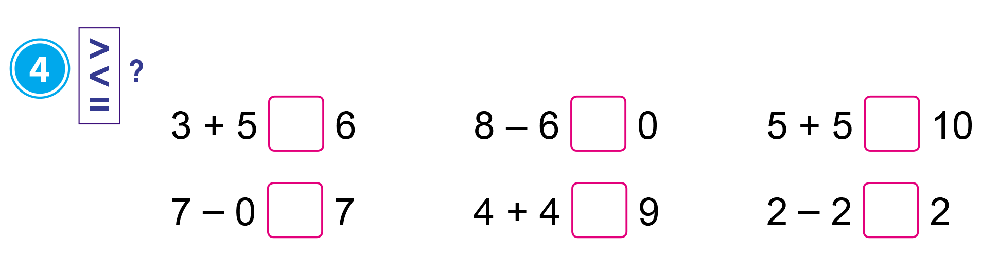 4 > < = ?
3 + 5 6 8 – 6 0 5 + 5 10
7 – 0 7 4 + 4 9 2 – 2 2